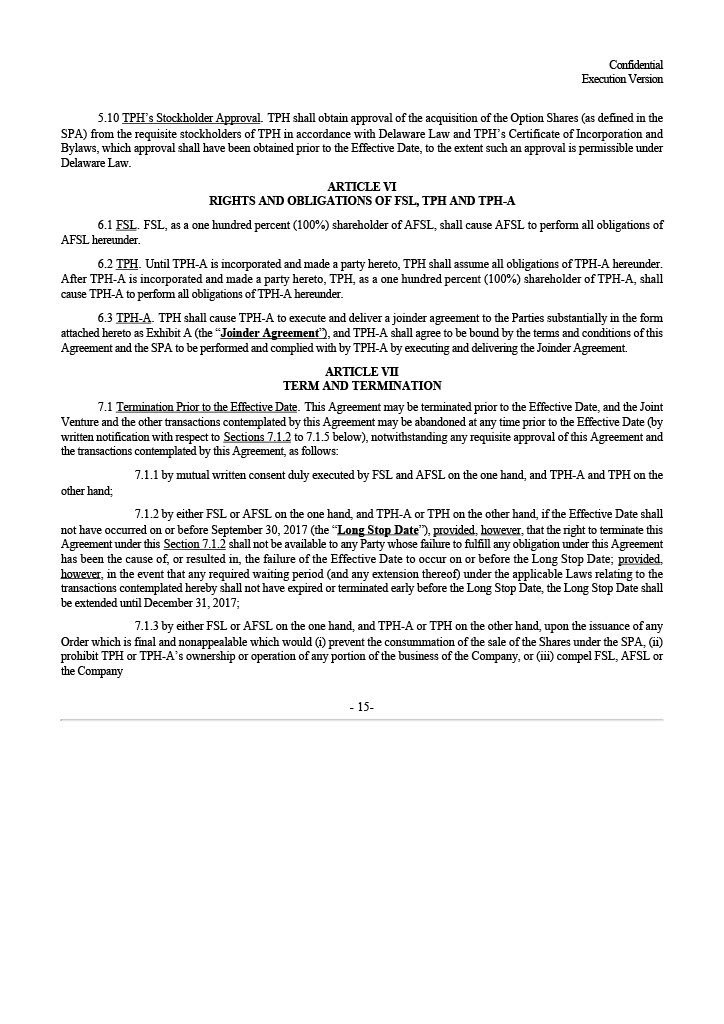 Confidential
Execution Version
5.10 TPH’s Stockholder Approval. TPH shall obtain approval of the acquisition of the Option Shares (as defined in the
SPA) from the requisite stockholders of TPH in accordance with Delaware Law and TPH’s Certificate of Incorporation and
Bylaws, which approval shall have been obtained prior to the Effective Date, to the extent such an approval is permissible under
Delaware Law.
ARTICLE VI
RIGHTS AND OBLIGATIONS OF FSL, TPH AND TPH-A
6.1 FSL. FSL, as a one hundred percent (100%) shareholder of AFSL, shall cause AFSL to perform all obligations of
AFSL hereunder.
6.2 TPH. Until TPH-A is incorporated and made a party hereto, TPH shall assume all obligations of TPH-A hereunder.
After TPH-A is incorporated and made a party hereto, TPH, as a one hundred percent (100%) shareholder of TPH-A, shall
cause TPH-A to perform all obligations of TPH-A hereunder.
6.3 TPH-A. TPH shall cause TPH-A to execute and deliver a joinder agreement to the Parties substantially in the form
attached hereto as Exhibit A (the “Joinder Agreement”), and TPH-A shall agree to be bound by the terms and conditions of this
Agreement and the SPA to be performed and complied with by TPH-A by executing and delivering the Joinder Agreement.
ARTICLE VII
TERM AND TERMINATION
7.1 Termination Prior to the Effective Date. This Agreement may be terminated prior to the Effective Date, and the Joint
Venture and the other transactions contemplated by this Agreement may be abandoned at any time prior to the Effective Date (by
written notification with respect to Sections 7.1.2 to 7.1.5 below), notwithstanding any requisite approval of this Agreement and
the transactions contemplated by this Agreement, as follows:
7.1.1 by mutual written consent duly executed by FSL and AFSL on the one hand, and TPH-A and TPH on the
other hand;
7.1.2 by either FSL or AFSL on the one hand, and TPH-A or TPH on the other hand, if the Effective Date shall
not have occurred on or before September 30, 2017 (the “Long Stop Date”), provided, however, that the right to terminate this
Agreement under this Section 7.1.2 shall not be available to any Party whose failure to fulfill any obligation under this Agreement
has been the cause of, or resulted in, the failure of the Effective Date to occur on or before the Long Stop Date; provided,
however, in the event that any required waiting period (and any extension thereof) under the applicable Laws relating to the
transactions contemplated hereby shall not have expired or terminated early before the Long Stop Date, the Long Stop Date shall
be extended until December 31, 2017;
7.1.3 by either FSL or AFSL on the one hand, and TPH-A or TPH on the other hand, upon the issuance of any
Order which is final and nonappealable which would (i) prevent the consummation of the sale of the Shares under the SPA, (ii)
prohibit TPH or TPH-A’s ownership or operation of any portion of the business of the Company, or (iii) compel FSL, AFSL or
the Company
- 15-